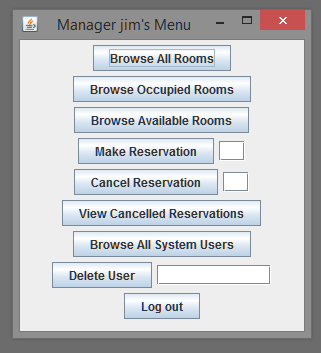 Manager jim's Menu
Browse All Rooms
Browse Occupied Rooms
Browse Available Rooms
Make Reservation
Cancel Reservation
View Cancelled Reservations
Browse All System Users
Delete User
Log out